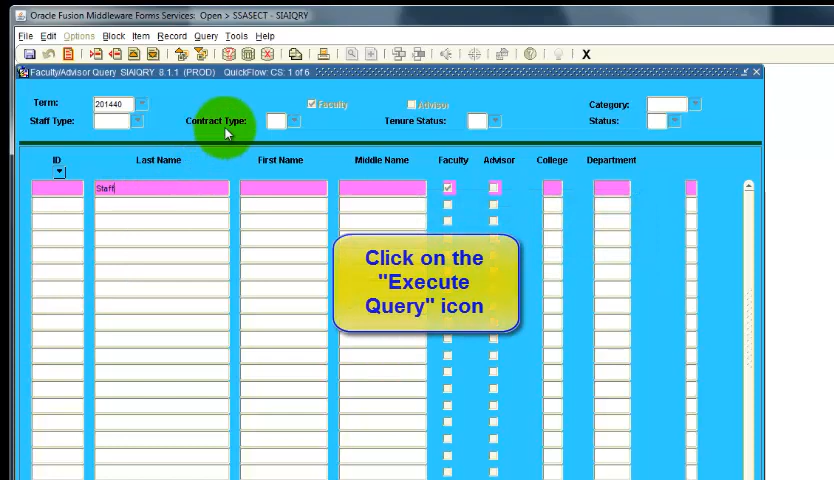 Oracle Fusion Middleware Forms Services: Open > SSASECT - SIAIQRY
File Edit Options Block Item Record Query Tools Help
X
Faculty/Advisor Query SIAIQRY 8.1.1 (PROD) QuickFlow: CS: 1 of 6
Term: 201440 Faculty Advisor Category:
Staff Type: Contract Type: Tenure Status: Status:
ID Last Name First Name Middle Name Faculty Advisor College Department
Staff
Click on the
"Execute
Query" icon